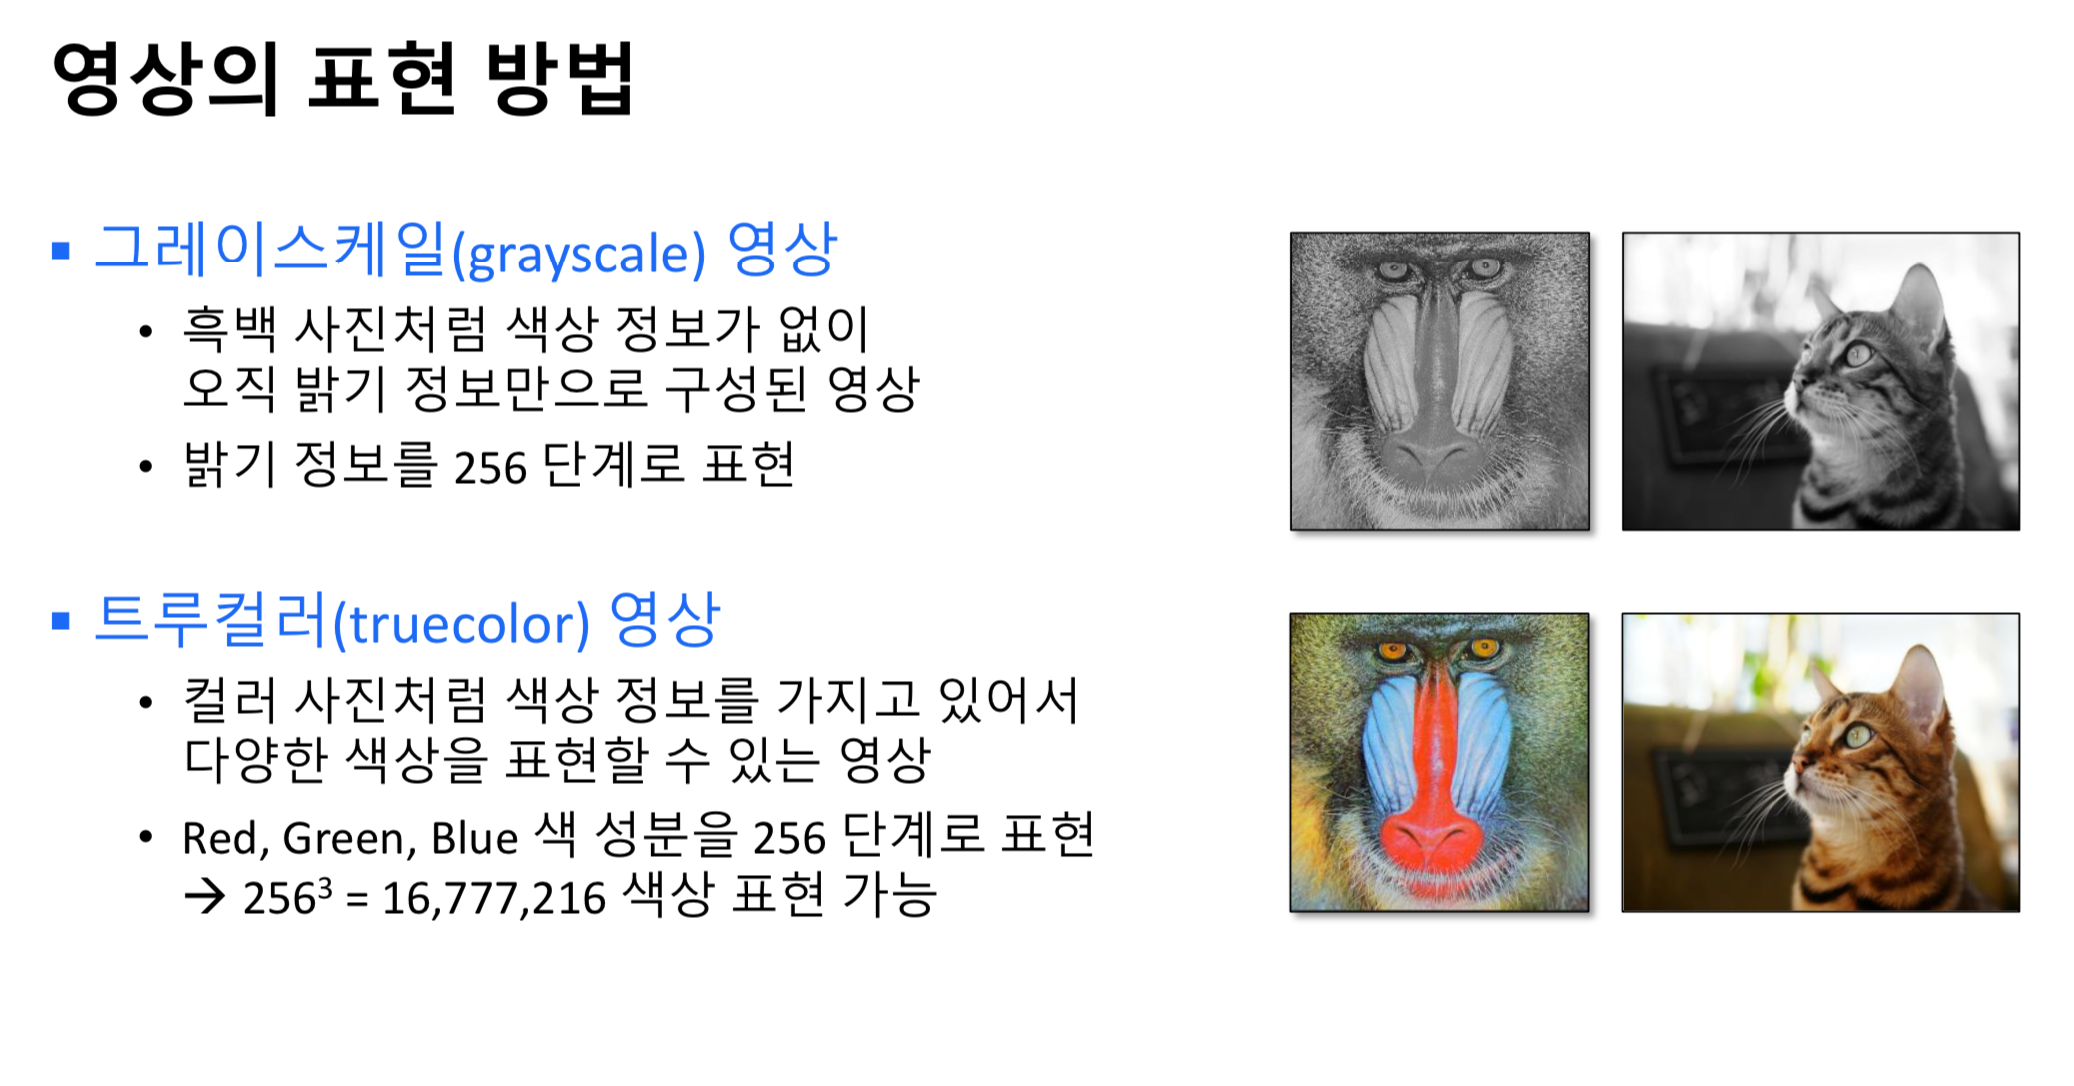 영상의 표현 방법
▪ 그레이스케일(grayscale) 영상
• 흑백 사진처럼 색상 정보가 없이
오직 밝기 정보만으로 구성된 영상
• 밝기 정보를 256 단계로 표현
▪ 트루컬러(truecolor) 영상
• 컬러 사진처럼 색상 정보를 가지고 있어서
다양한 색상을 표현할 수 있는 영상
• Red, Green, Blue 색 성분을 256 단계로 표현
→ 256³ = 16,777,216 색상 표현 가능